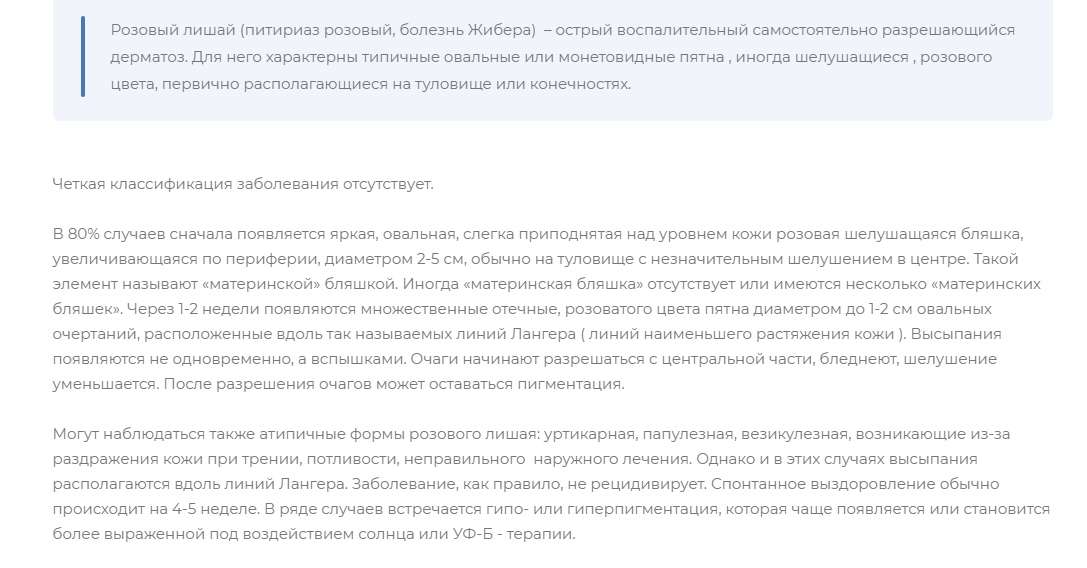 Розовый лишай (питириаз розовый, болезнь Жибера)  – острый воспалительный самостоятельно разрешающийся
дерматоз. Для него характерны типичные овальные или монетовидные пятна , иногда шелушащиеся , розового
цвета, первично располагающиеся на туловище или конечностях.
Четкая классификация заболевания отсутствует.
В 80% случаев сначала появляется яркая, овальная, слегка приподнятая над уровнем кожи розовая шелушащаяся бляшка,
увеличивающаяся по периферии, диаметром 2-5 см, обычно на туловище с незначительным шелушением в центре. Такой
элемент называют «материнской» бляшкой. Иногда «материнская бляшка» отсутствует или имеются несколько «материнских
бляшек». Через 1-2 недели появляются множественные отечные, розоватого цвета пятна диаметром до 1-2 см овальных
очертаний, расположенные вдоль так называемых линий Лангера ( линий наименьшего растяжения кожи ). Высыпания
появляются не одновременно, а вспышками. Очаги начинают разрешаться с центральной части, бледнеют, шелушение
уменьшается. После разрешения очагов может оставаться пигментация.
Могут наблюдаться также атипичные формы розового лишая: уртикарная, папулезная, везикулезная, возникающие из-за
раздражения кожи при трении, потливости, неправильного  наружного лечения. Однако и в этих случаях высыпания
располагаются вдоль линий Лангера. Заболевание, как правило, не рецидивирует. Спонтанное выздоровление обычно
происходит на 4-5 неделе. В ряде случаев встречается гипо- или гиперпигментация, которая чаще появляется или становится
более выраженной под воздействием солнца или УФ-Б - терапии.